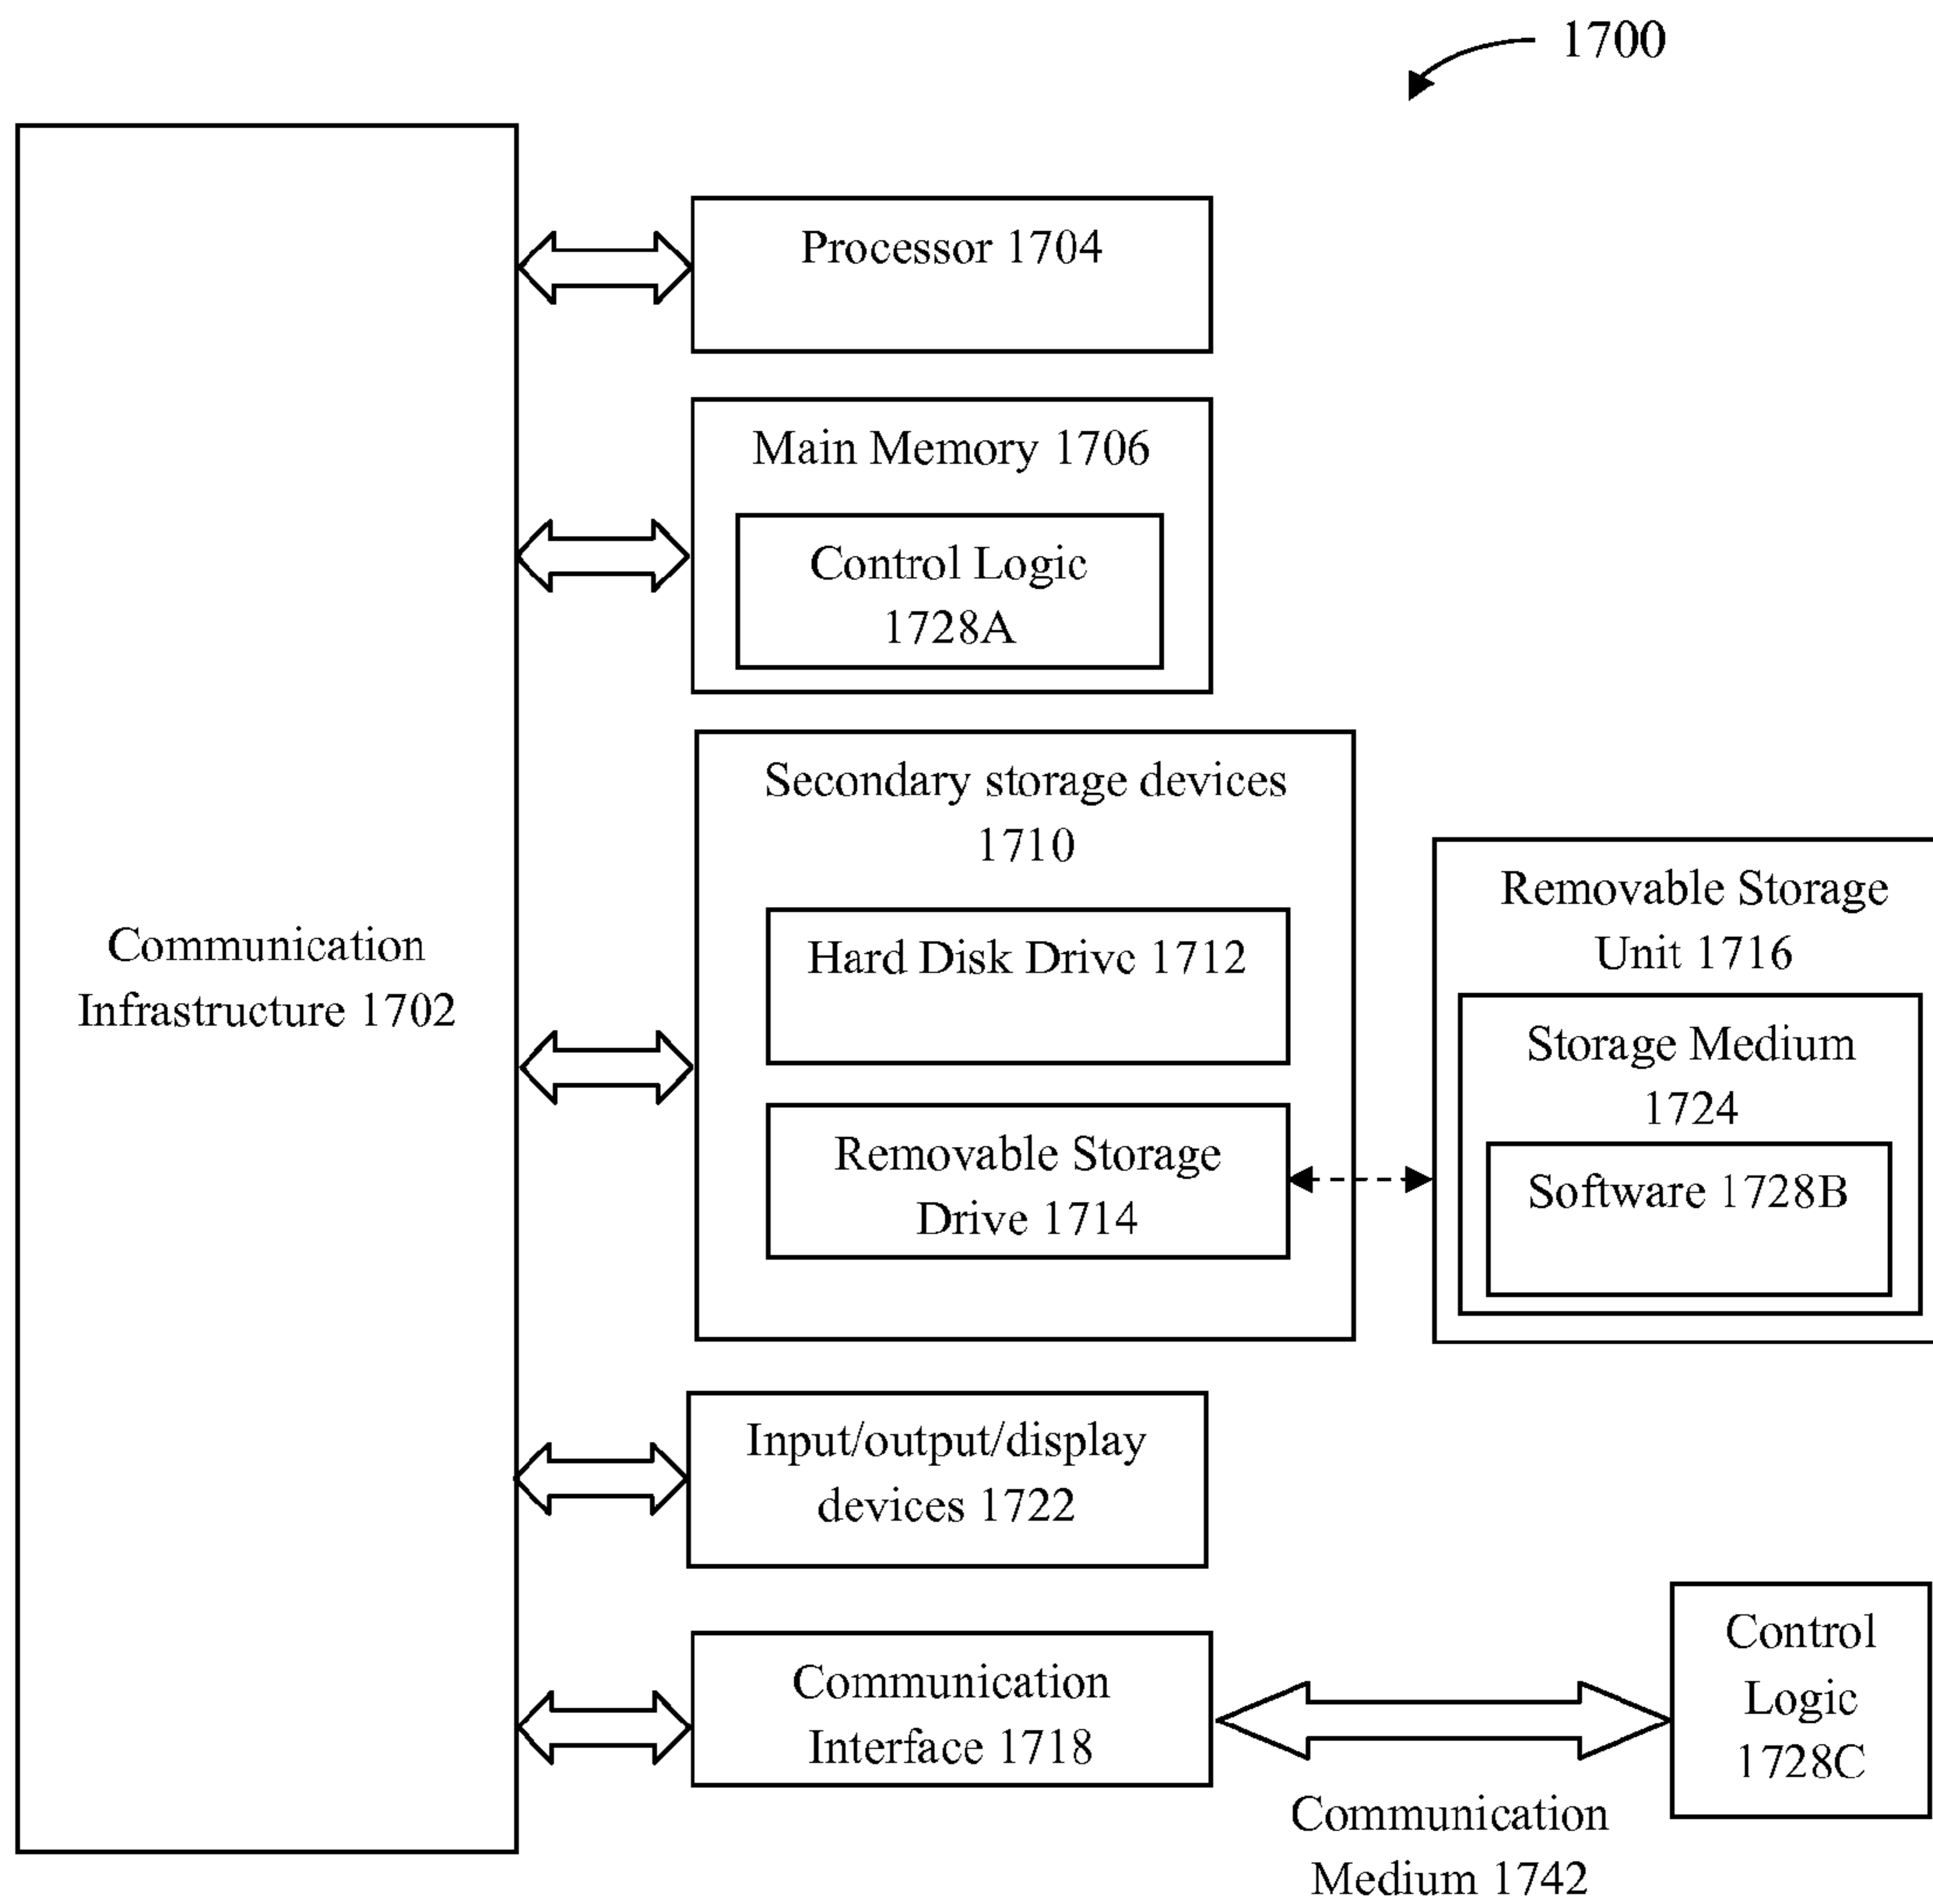 1700
Processor 1704
Main Memory 1706
Control Logic
1728A
Secondary storage devices
1710
Hard Disk Drive 1712
Removable Storage
Drive 1714
Removable Storage
Unit 1716
Storage Medium
1724
Software 1728B
Communication
Infrastructure 1702
Input/output/display
devices 1722
Communication
Interface 1718
Control
Logic
1728C
Communication
Medium 1742